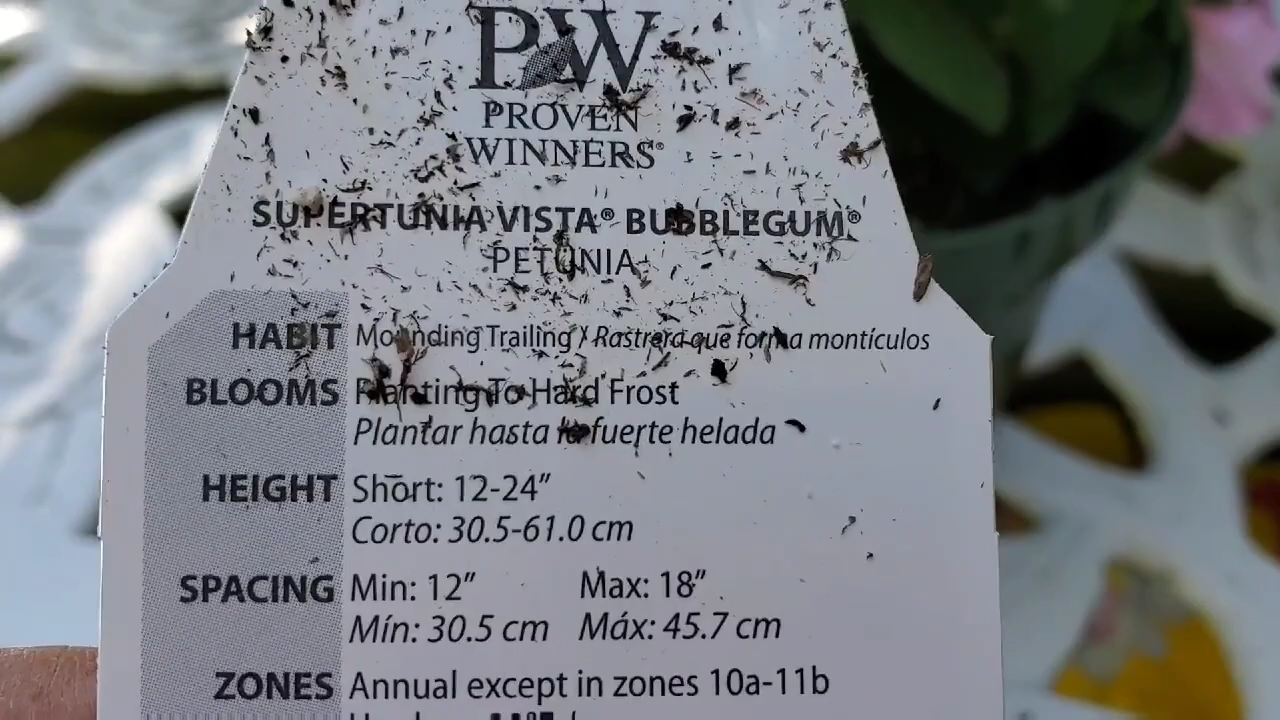 PW
PROVEN
WINNERS®
SUPERTUNIA VISTA® BUBBLEGUM®
PETUNIA
HABIT Mounding Trailing / Rastrera que forma montículos
BLOOMS Planting To Hard Frost
Plantar hasta la fuerte helada
HEIGHT Short: 12-24"
Corto: 30.5-61.0 cm
SPACING Min: 12" Max: 18"
Mín: 30.5 cm Máx: 45.7 cm
ZONES Annual except in zones 10a-11b